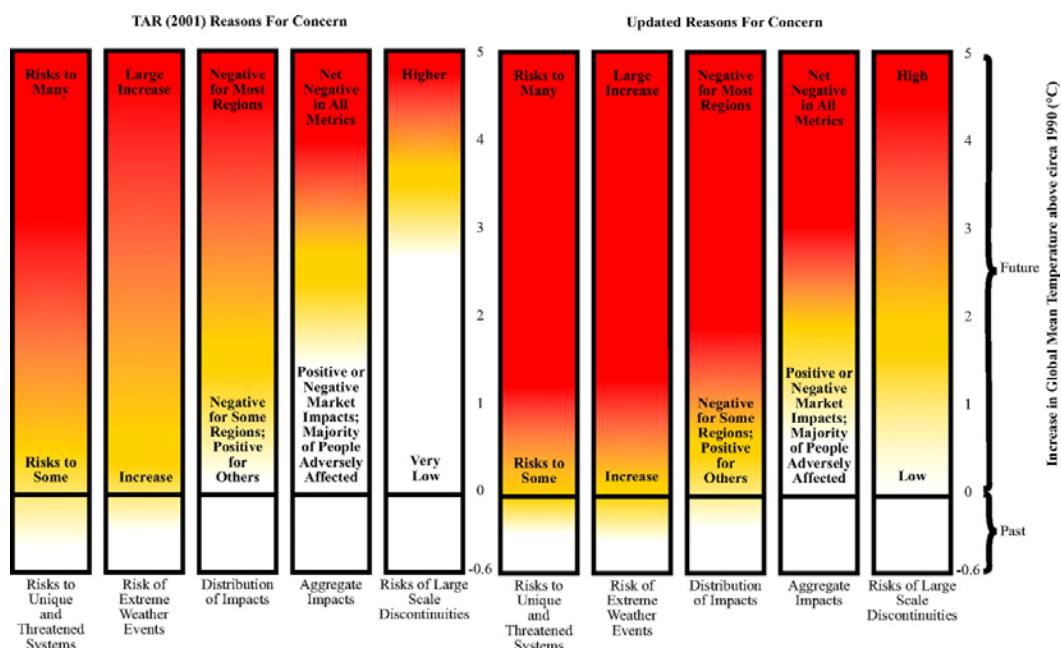 TAR (2001) Reasons For Concern
Risks to
Many
Large
Increase
Negative
for Most
Regions
Net
Negative
in All
Metrics
Higher
Risks to
Some
Increase
Negative
for Some
Regions;
Positive
for
Others
Positive or
Negative
Market
Impacts;
Majority
of People
Adversely
Affected
Very
Low
5
4
3
2
1
0
-0.6
Risks to
Unique
and
Threatened
Systems
Risk of
Extreme
Weather
Events
Distribution
of Impacts
Aggregate
Impacts
Risks of Large
Scale
Discontinuities
Updated Reasons For Concern
Risks to
Many
Large
Increase
Negative
for Most
Regions
Net
Negative
in All
Metrics
High
Risks to
Some
Increase
Negative
for Some
Regions;
Positive
for
Others
Positive or
Negative
Market
Impacts;
Majority
of People
Adversely
Affected
Low
5
4
3
2
1
0
-0.6
Future
Past
Increase in Global Mean Temperature above circa 1990 (°C)
Risks to
Unique
and
Threatened
Systems
Risk of
Extreme
Weather
Events
Distribution
of Impacts
Aggregate
Impacts
Risks of Large
Scale
Discontinuities